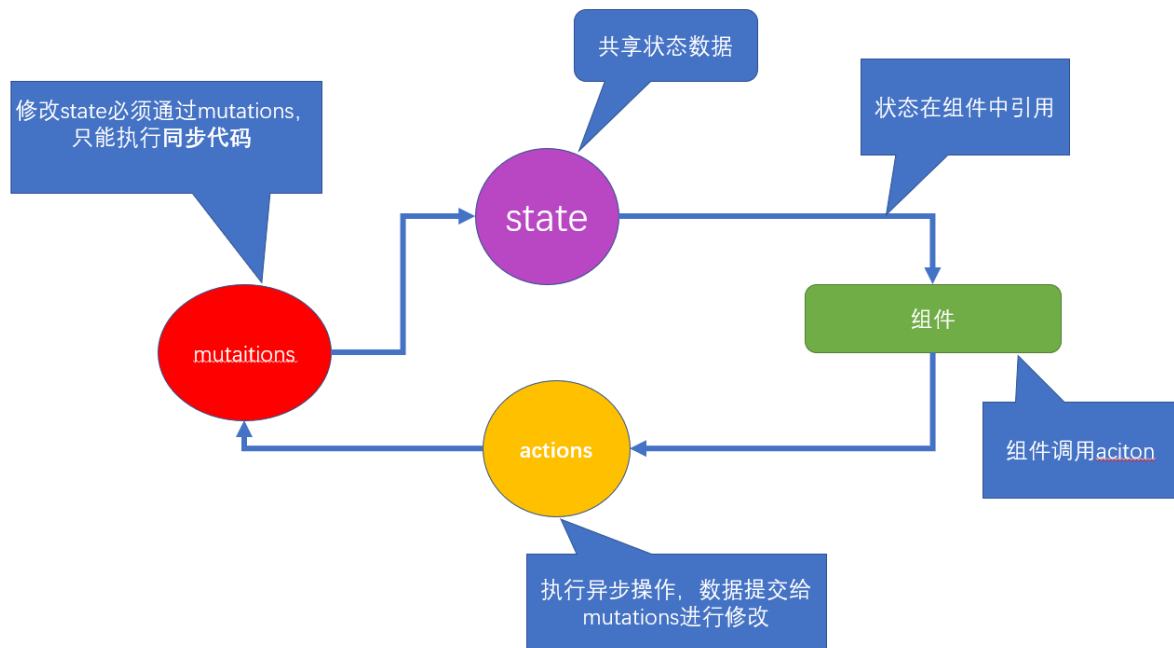 共享状态数据
修改state必须通过mutations，
只能执行同步代码
状态在组件中引用
state
组件
mutaitions
actions
组件调用aciton
执行异步操作，数据提交给
mutations进行修改